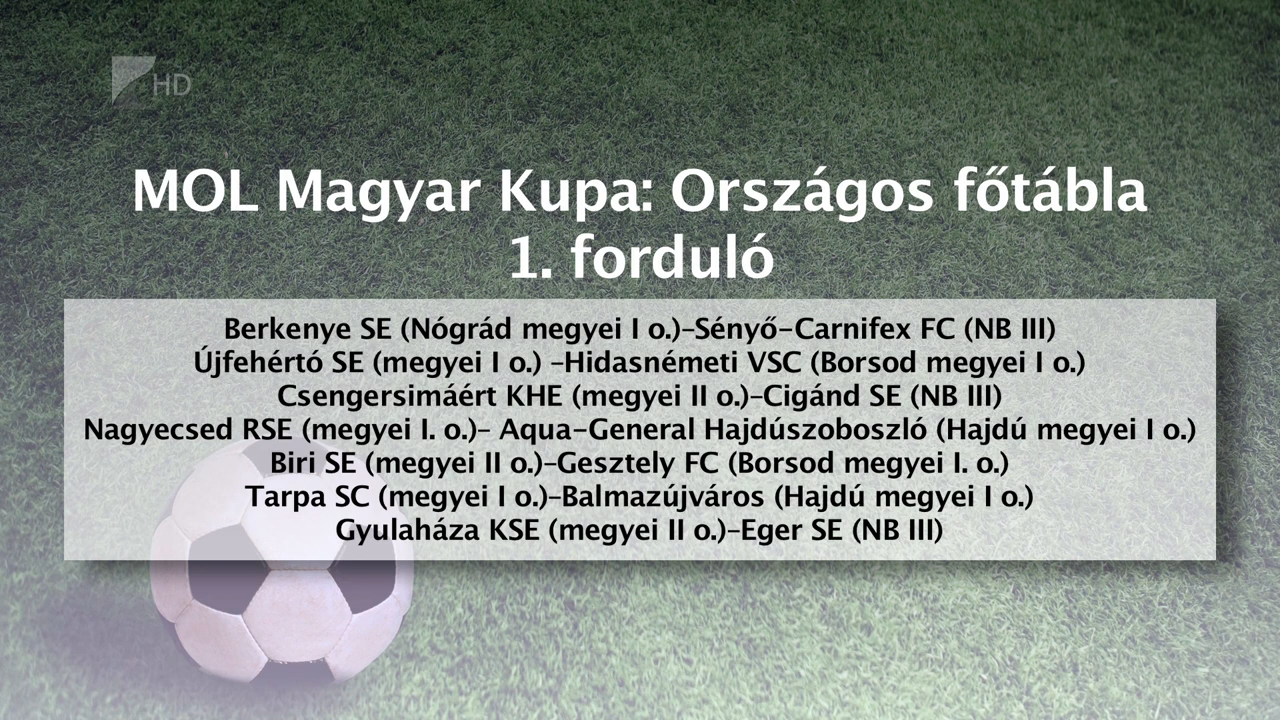 HD
MOL Magyar Kupa: Országos főtábla
1. forduló
Berkenye SE (Nógrád megyei I o.)–Sényő-Carnifex FC (NB III)
Újfehértó SE (megyei I o.) –Hidasnémeti VSC (Borsod megyei I o.)
Csengersimáért KHE (megyei II o.)–Cigánd SE (NB III)
Nagyecsed RSE (megyei I. o.)– Aqua-General Hajdúszoboszló (Hajdú megyei I o.)
Biri SE (megyei II o.)–Gesztely FC (Borsod megyei I. o.)
Tarpa SC (megyei I o.)–Balmazújváros (Hajdú megyei I o.)
Gyulaháza KSE (megyei II o.)–Eger SE (NB III)